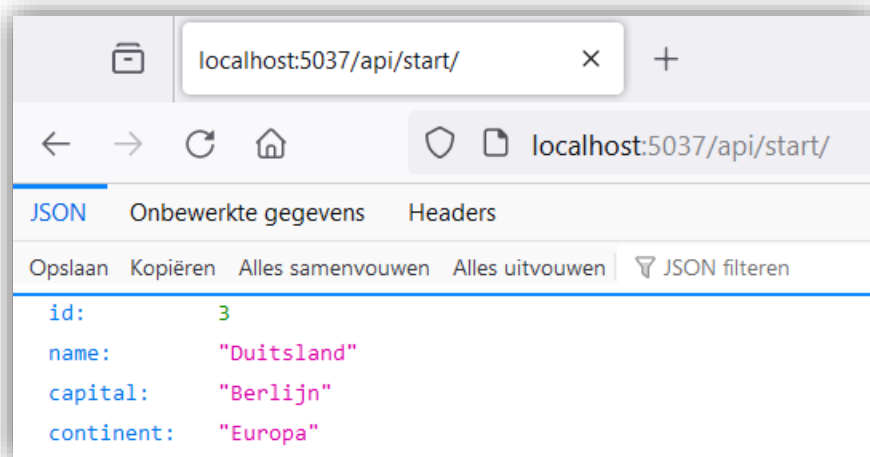 localhost:5037/api/start/
localhost:5037/api/start/
JSON Onbewerkte gegevens Headers
Opslaan Kopiëren Alles samenvouwen Alles uitvouwen JSON filteren
id: 3
name: "Duitsland"
capital: "Berlijn"
continent: "Europa"